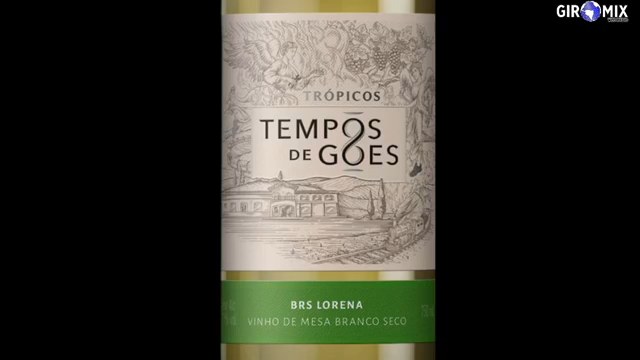 GIROMIX
TRÓPICOS
TEMPOS
DE GOES
BRS LORENA
VINHO DE MESA BRANCO SECO